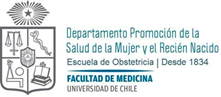 Departamento Promoción de la
Salud de la Mujer y el Recién Nacido
Escuela de Obstetricia | Desde 1834
FACULTAD DE MEDICINA
UNIVERSIDAD DE CHILE